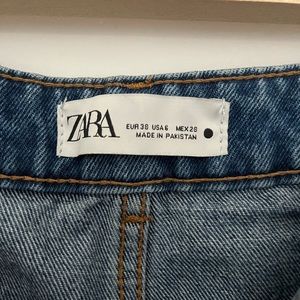 ZARA
EUR 38 USA 6 MEX 28
MADE IN PAKISTAN